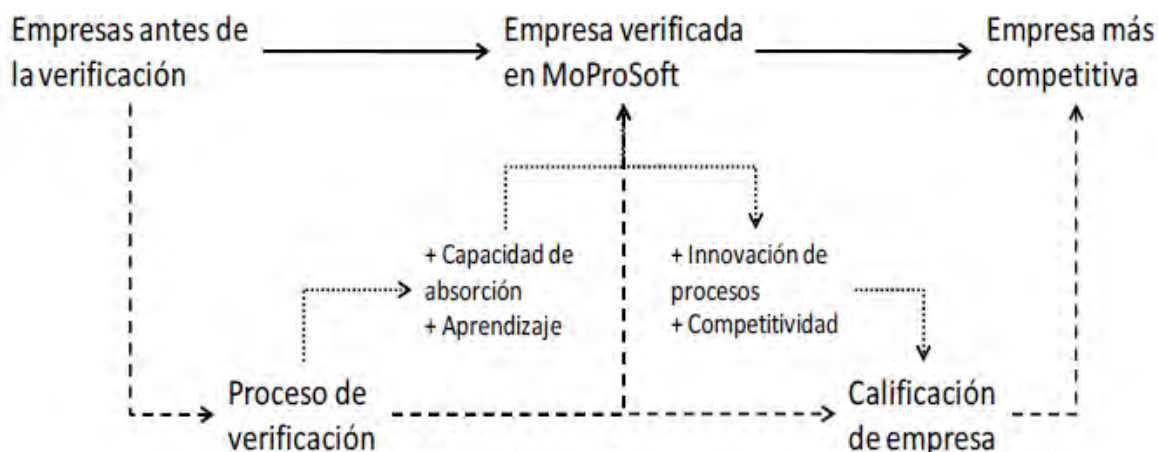 Empresas antes de
la verificación
Empresa verificada
en MoProSoft
Empresa más
competitiva
+ Capacidad de
absorción
+ Aprendizaje
+ Innovación de
procesos
+ Competitividad
Proceso de
verificación
Calificación
de empresa